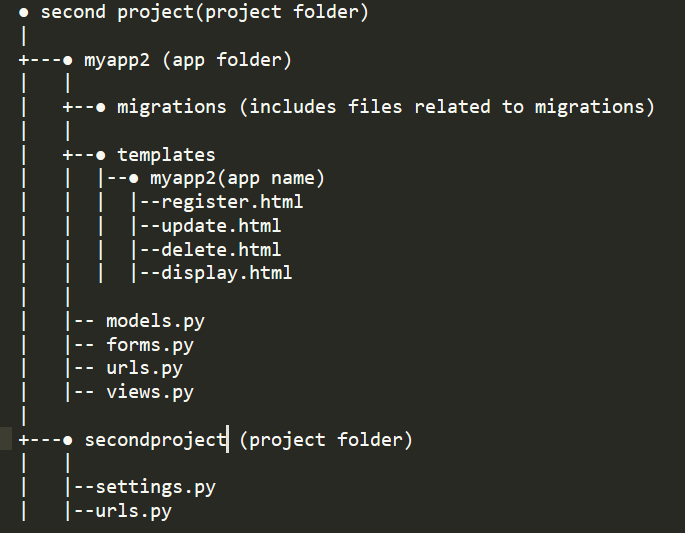 ● second project(project folder)
|
+---● myapp2 (app folder)
|   |
|   +--● migrations (includes files related to migrations)
|   |
|   +--● templates
|   |  |--● myapp2(app name)
|   |  |  |--register.html
|   |  |  |--update.html
|   |  |  |--delete.html
|   |  |  |--display.html
|   |
|   |-- models.py
|   |-- forms.py
|   |-- urls.py
|   |-- views.py
|
+---● secondproject (project folder)
|   |
|   |--settings.py
|   |--urls.py